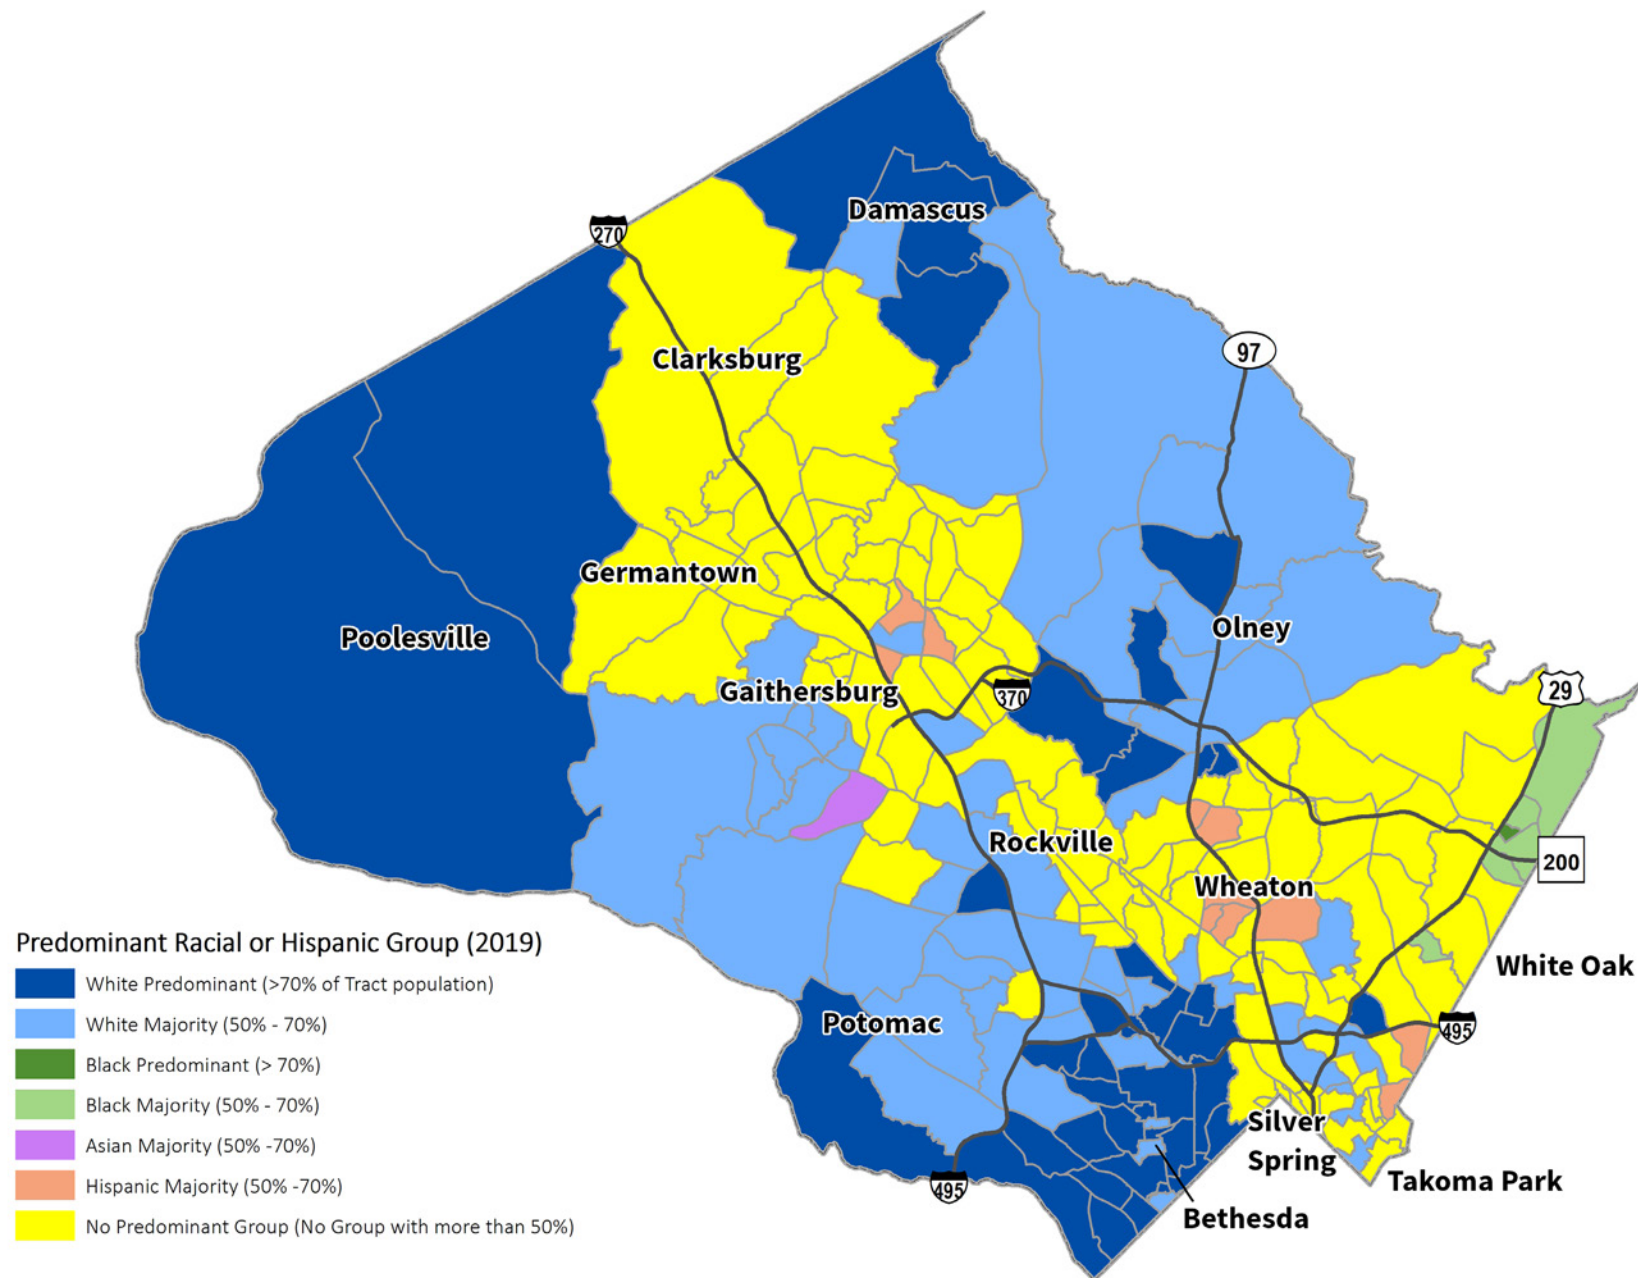 270
Damascus
97
Clarksburg
Germantown
Poolesville
Olney
Gaithersburg
370
29
Rockville
200
Wheaton
White Oak
Potomac
495
Silver
Spring
Takoma Park
495
Bethesda
Predominant Racial or Hispanic Group (2019)
White Predominant (>70% of Tract population)
White Majority (50% - 70%)
Black Predominant (> 70%)
Black Majority (50% - 70%)
Asian Majority (50% -70%)
Hispanic Majority (50% -70%)
No Predominant Group (No Group with more than 50%)